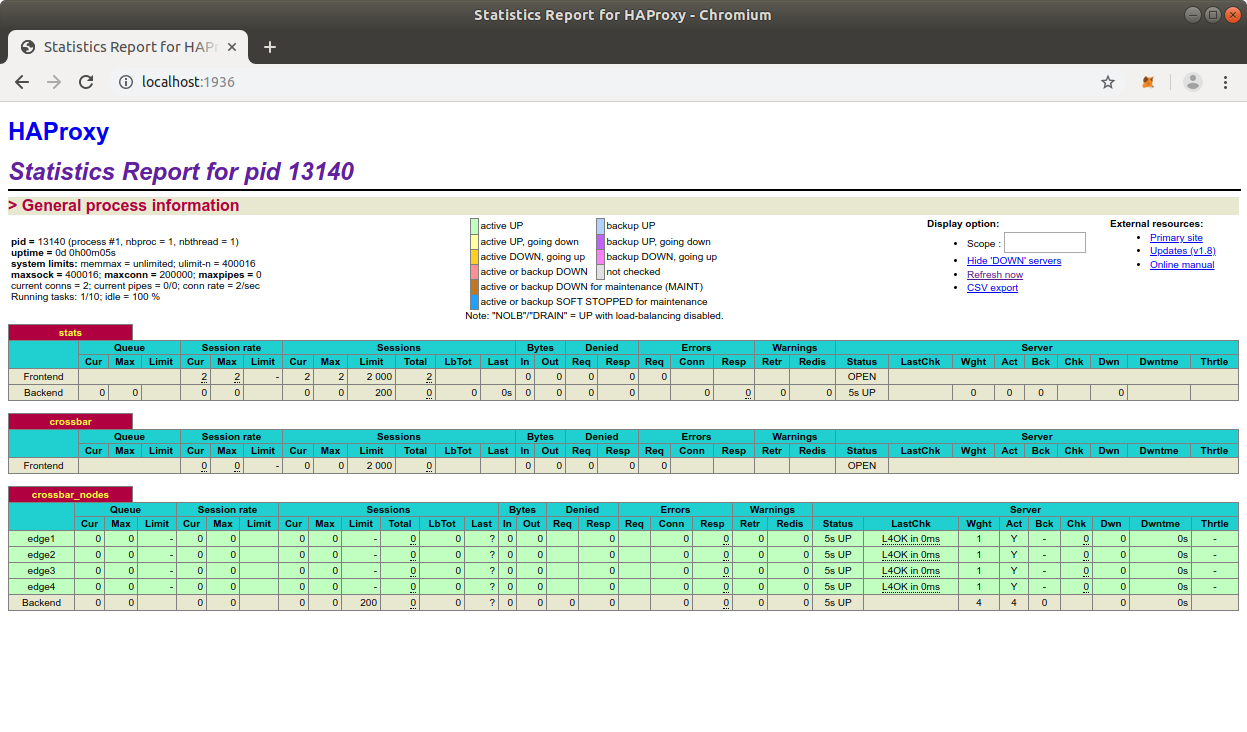 Statistics Report for HAProxy - Chromium
Statistics Report for HAPr
localhost:1936
HAProxy
Statistics Report for pid 13140
> General process information
pid = 13140 (process #1, nbproc = 1, nbthread = 1)
uptime = 0d 0h00m05s
system limits: memmax = unlimited; ulimit-n = 400016
maxsock = 400016; maxconn = 200000; maxpipes = 0
current conns = 2; current pipes = 0/0; conn rate = 2/sec
Running tasks: 1/10; idle = 100 %
active UP backup UP
active UP, going down backup UP, going down
active DOWN, going up backup DOWN, going up
active or backup DOWN not checked
active or backup DOWN for maintenance (MAINT)
active or backup SOFT STOPPED for maintenance
Note: "NOLB"/"DRAIN" = UP with load-balancing disabled.
Display option:
Scope :
Hide 'DOWN' servers
Refresh now
CSV export
External resources:
Primary site
Updates (v1.8)
Online manual
stats
Queue Session rate Sessions Bytes Denied Errors Warnings Server
Cur Max Limit Cur Max Limit Cur Max Limit Total LbTot Last In Out Req Resp Req Conn Resp Retr Redis Status LastChk Wght Act Bck Chk Dwn Dwntme Thrtle
Frontend 2 2 - 2 2 2 000 2 0 0 0 0 0 OPEN
Backend 0 0 0 0 0 0 200 0 0 0s 0 0 0 0 0 0 0 0 5s UP 0 0 0 0
crossbar
Queue Session rate Sessions Bytes Denied Errors Warnings Server
Cur Max Limit Cur Max Limit Cur Max Limit Total LbTot Last In Out Req Resp Req Conn Resp Retr Redis Status LastChk Wght Act Bck Chk Dwn Dwntme Thrtle
Frontend 0 0 - 0 0 2 000 0 0 0 0 0 0 OPEN
crossbar_nodes
Queue Session rate Sessions Bytes Denied Errors Warnings Server
Cur Max Limit Cur Max Limit Cur Max Limit Total LbTot Last In Out Req Resp Req Conn Resp Retr Redis Status LastChk Wght Act Bck Chk Dwn Dwntme Thrtle
edge1 0 0 - 0 0 0 0 - 0 0 ? 0 0 0 0 0 0 0 5s UP L4OK in 0ms 1 Y - 0 0 0s -
edge2 0 0 - 0 0 0 0 - 0 0 ? 0 0 0 0 0 0 0 5s UP L4OK in 0ms 1 Y - 0 0 0s -
edge3 0 0 - 0 0 0 0 - 0 0 ? 0 0 0 0 0 0 0 5s UP L4OK in 0ms 1 Y - 0 0 0s -
edge4 0 0 - 0 0 0 0 - 0 0 ? 0 0 0 0 0 0 0 5s UP L4OK in 0ms 1 Y - 0 0 0s -
Backend 0 0 0 0 0 0 200 0 0 ? 0 0 0 0 0 0 0 0 5s UP 4 4 0 0 0s